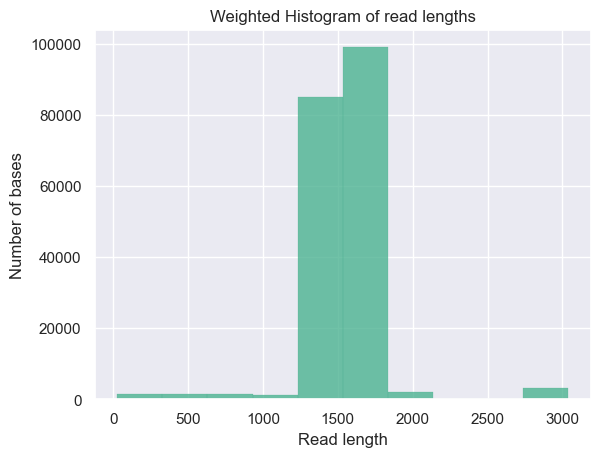 Weighted Histogram of read lengths
100000
80000
60000
40000
20000
0
Number of bases
0 500 1000 1500 2000 2500 3000
Read length